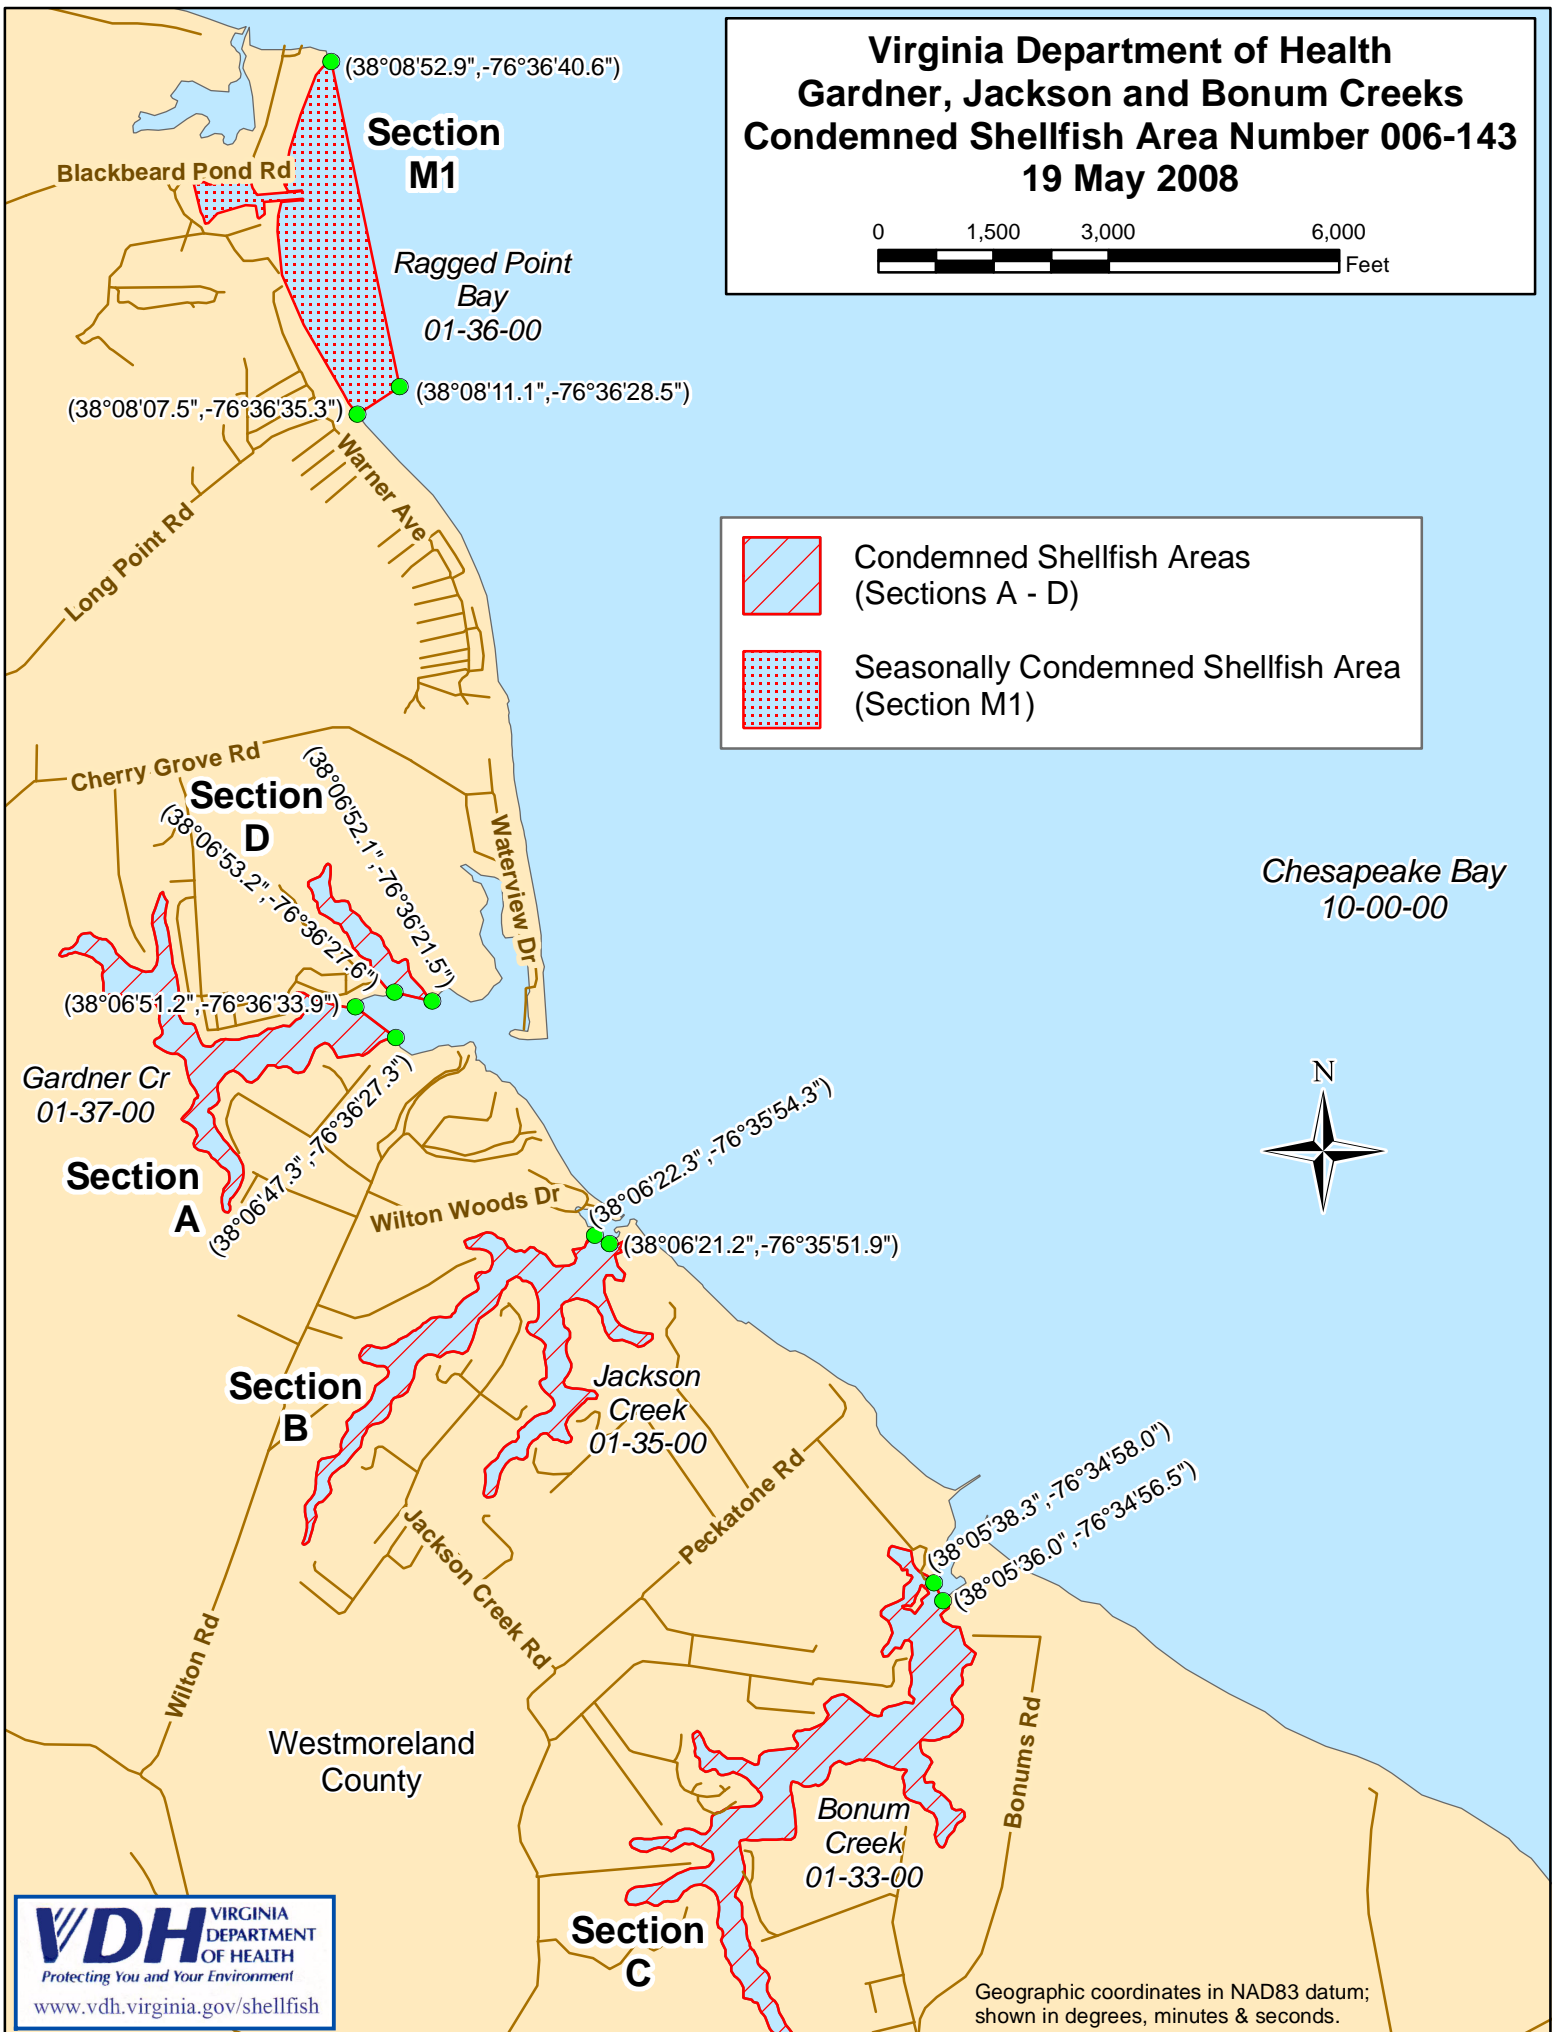 Virginia Department of Health
Gardner, Jackson and Bonum Creeks
Condemned Shellfish Area Number 006-143
19 May 2008
0 1,500 3,000 6,000
Feet
(38°08'52.9",-76°36'40.6")
Section
M1
Blackbeard Pond Rd
Ragged Point
Bay
01-36-00
(38°08'11.1",-76°36'28.5")
(38°08'07.5",-76°36'35.3")
Warner Ave
Long Point Rd
Condemned Shellfish Areas
(Sections A - D)
Seasonally Condemned Shellfish Area
(Section M1)
Cherry Grove Rd
Section
D
(38°06'52.1",-76°36'21.5")
(38°06'53.2",-76°36'27.6")
Waterview Dr
Chesapeake Bay
10-00-00
(38°06'51.2",-76°36'33.9")
Gardner Cr
01-37-00
(38°06'47.3",-76°36'27.3")
N
Section
A
Wilton Woods Dr
(38°06'22.3",-76°35'54.3")
(38°06'21.2",-76°35'51.9")
Section
B
Jackson
Creek
01-35-00
Peckatone Rd
(38°05'38.3",-76°34'58.0")
(38°05'36.0",-76°34'56.5")
Jackson Creek Rd
Wilton Rd
Westmoreland
County
Bonums Rd
Bonum
Creek
01-33-00
Section
C
VDH VIRGINIA
DEPARTMENT
OF HEALTH
Protecting You and Your Environment
www.vdh.virginia.gov/shellfish
Geographic coordinates in NAD83 datum;
shown in degrees, minutes & seconds.